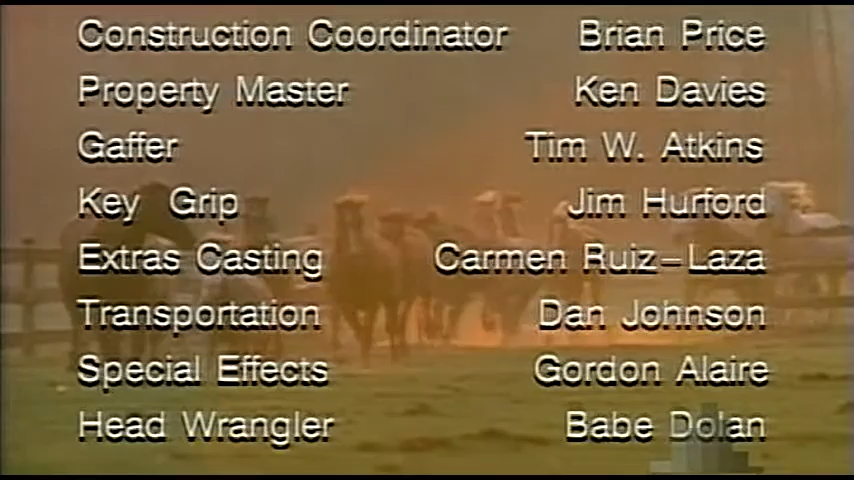 Construction Coordinator Brian Price
Property Master Ken Davies
Gaffer Tim W. Atkins
Key Grip Jim Hurford
Extras Casting Carmen Ruiz-Laza
Transportation Dan Johnson
Special Effects Gordon Alaire
Head Wrangler Babe Dolan